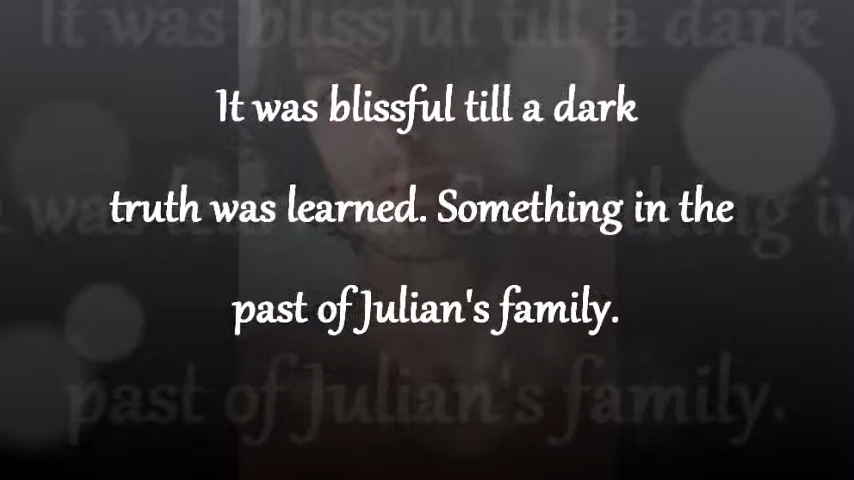 It was blissful till a dark
truth was learned. Something in the
past of Julian's family.